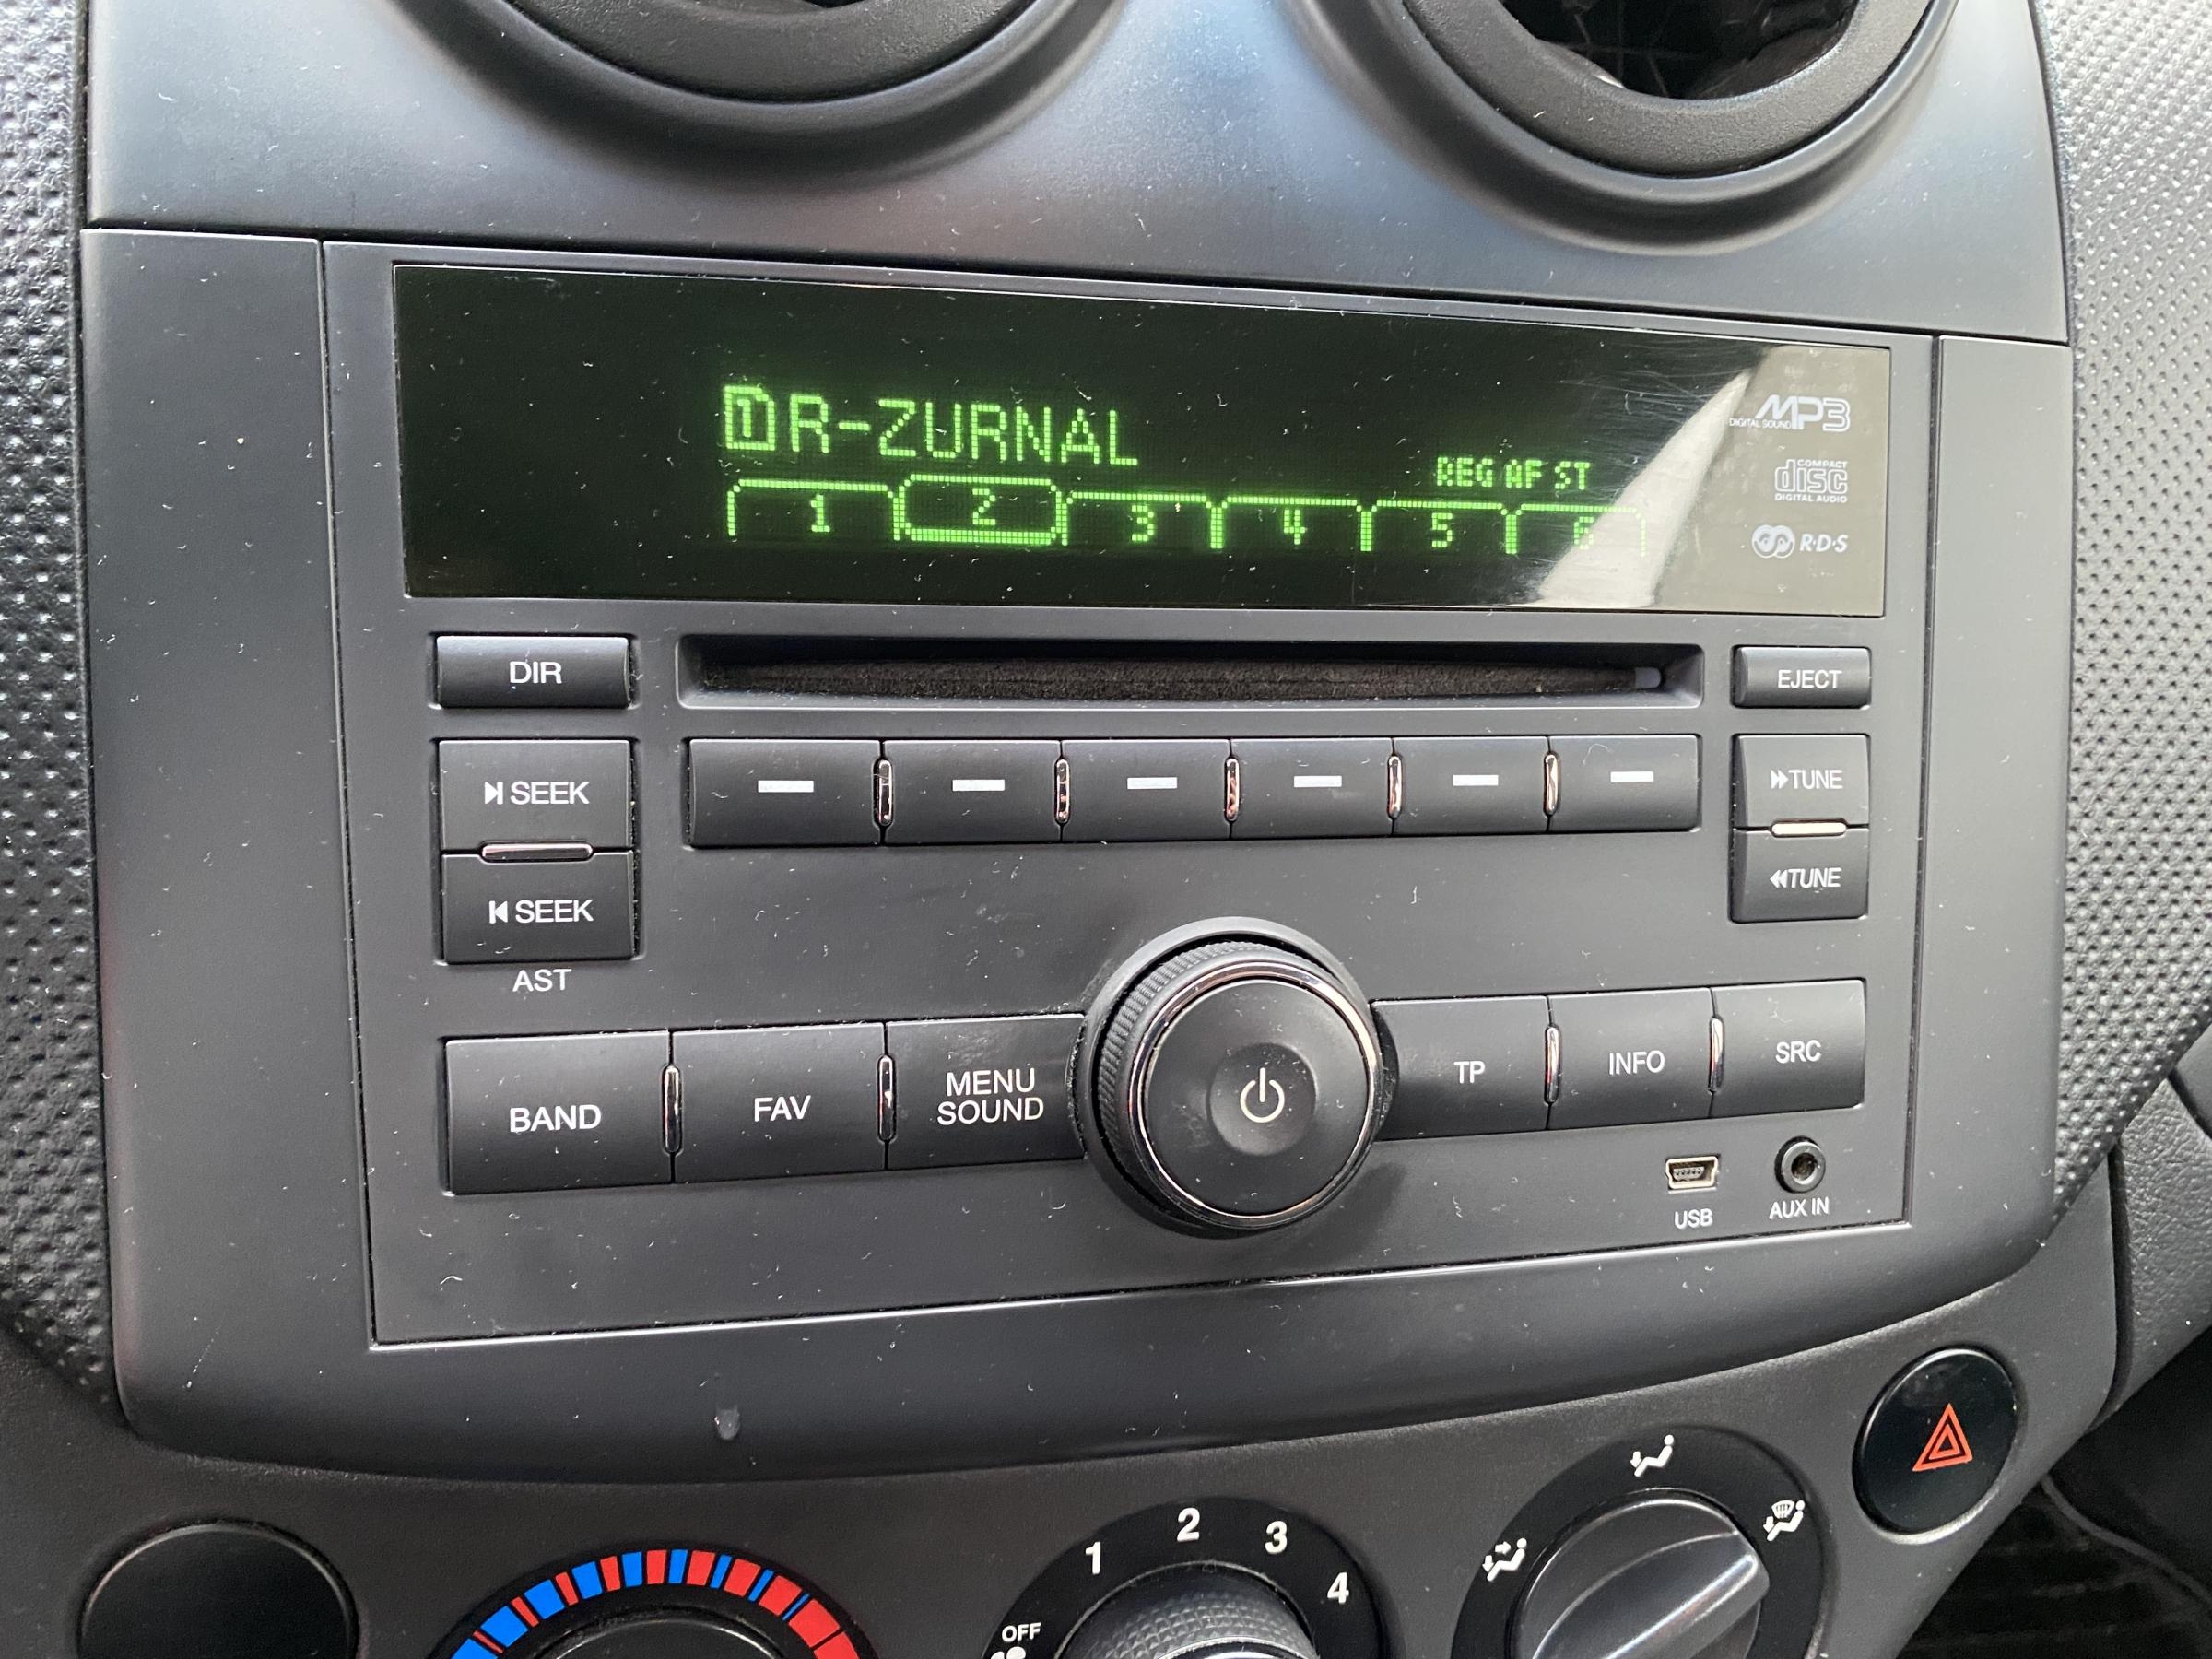 1 R-ZURNAL
REG AF ST
1 2 3 4 5 6
MP3
DIGITAL SOUND
COMPACT
disc
DIGITAL AUDIO
R·D·S
DIR
EJECT
SEEK
TUNE
SEEK
TUNE
AST
BAND
FAV
MENU
SOUND
TP
INFO
SRC
USB
AUX IN
OFF 1 2 3 4